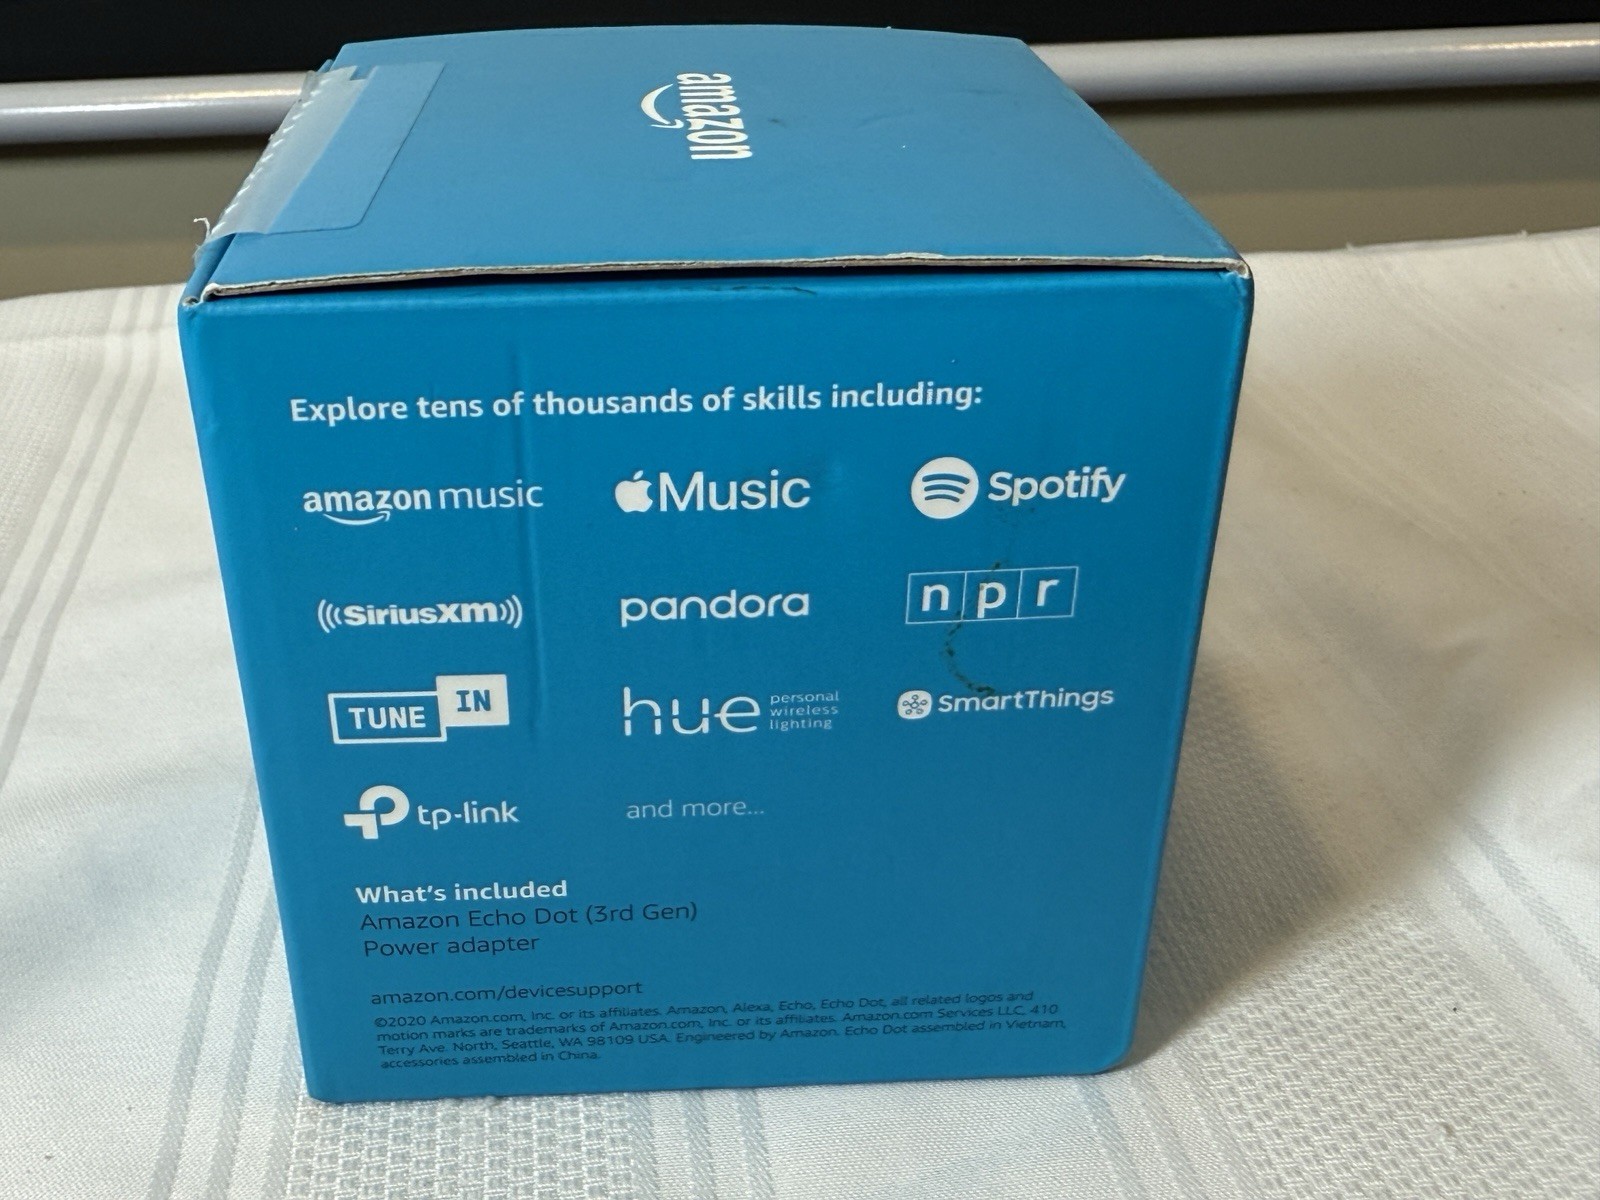 amazon
Explore tens of thousands of skills including:
amazon music
Music
Spotify
SiriusXM
pandora
npr
TUNE IN
hue personal
wireless
lighting
SmartThings
tp-link
and more...
What's included
Amazon Echo Dot (3rd Gen)
Power adapter
amazon.com/devicesupport
©2020 Amazon.com, Inc. or its affiliates. Amazon, Alexa, Echo, Echo Dot, all related logos and
motion marks are trademarks of Amazon.com, Inc. or its affiliates. Amazon.com Services LLC, 410
Terry Ave. North, Seattle, WA 98109 USA. Engineered by Amazon. Echo Dot assembled in Vietnam,
accessories assembled in China.